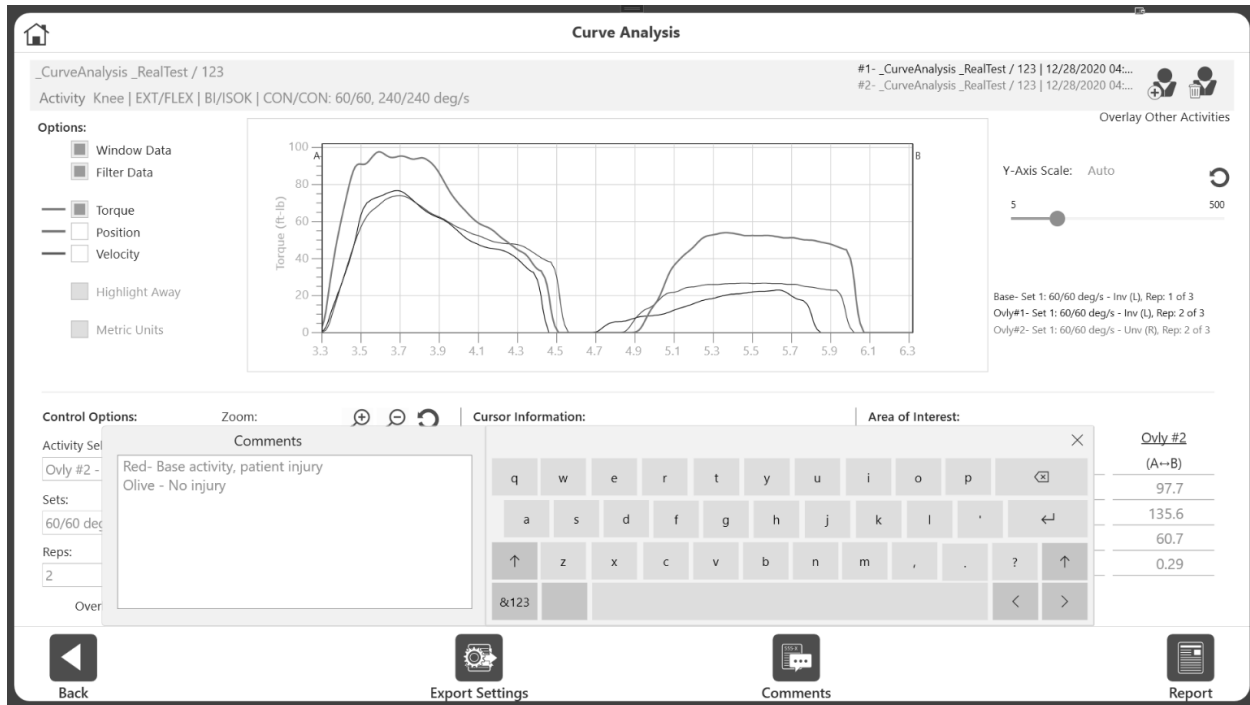 Curve Analysis
_CurveAnalysis _RealTest / 123
Activity Knee | EXT/FLEX | BI/ISOK | CON/CON: 60/60, 240/240 deg/s
#1- _CurveAnalysis _RealTest / 123 | 12/28/2020 04:...
#2- _CurveAnalysis _RealTest / 123 | 12/28/2020 04:...
Overlay Other Activities
Options:
Window Data
Filter Data
Torque
Position
Velocity
Highlight Away
Metric Units
Torque (ft-lb)
100
80
60
40
20
0
A
B
3.3 3.5 3.7 3.9 4.1 4.3 4.5 4.7 4.9 5.1 5.3 5.5 5.7 5.9 6.1 6.3
Y-Axis Scale: Auto
5 500
Base- Set 1: 60/60 deg/s - Inv (L), Rep: 1 of 3
Ovly#1- Set 1: 60/60 deg/s - Inv (L), Rep: 2 of 3
Ovly#2- Set 1: 60/60 deg/s - Unv (R), Rep: 2 of 3
Control Options: Zoom:
Cursor Information:
Area of Interest:
Activity Sel
Ovly #2 -
Sets:
60/60 deg
Reps:
2
Over
Comments
Red- Base activity, patient injury
Olive - No injury
q w e r t y u i o p
a s d f g h j k l '
z x c v b n m , . ?
&123 < >
Ovly #2
(A↔B)
97.7
135.6
60.7
0.29
Back
Export Settings
Comments
Report